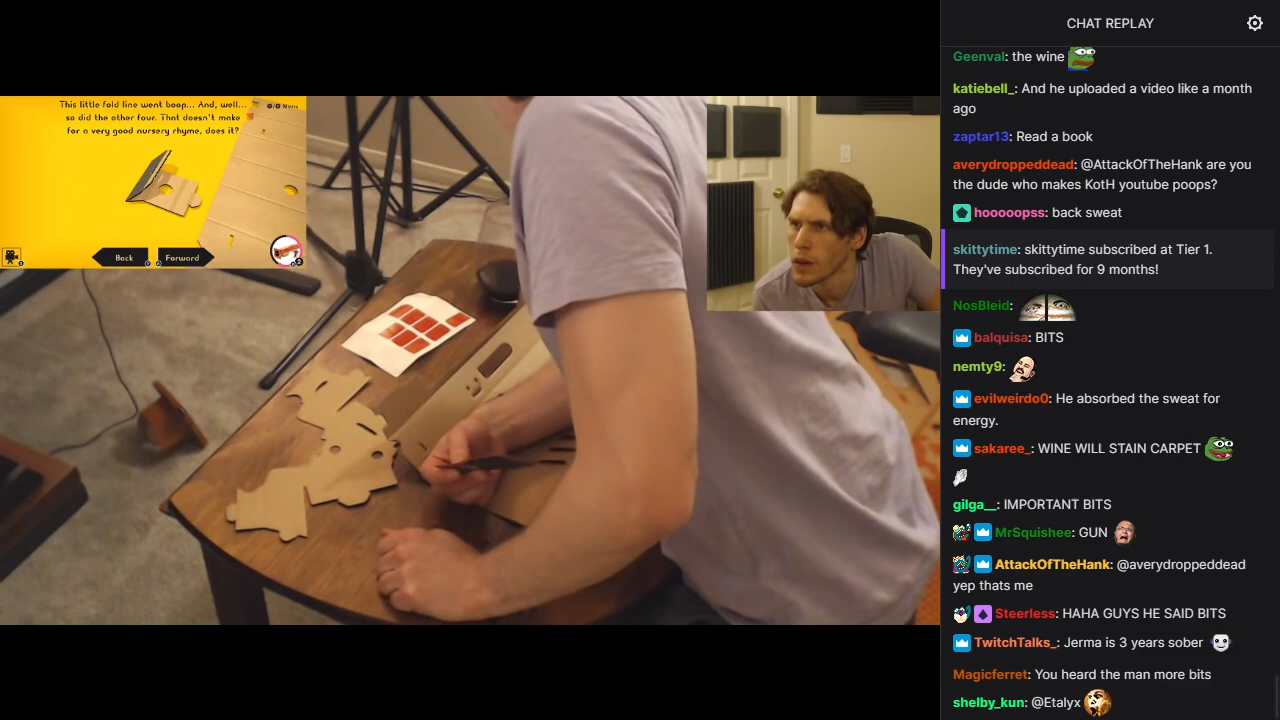 This little fold line went boop... And, well...
so did the other four. That doesn't make
for a very good nursery rhyme, does it?
Menu
Back
Forward
CHAT REPLAY
Geenval: the wine
katiebell_: And he uploaded a video like a month
ago
zaptar13: Read a book
averydroppeddead: @AttackOfTheHank are you
the dude who makes KotH youtube poops?
hooooopss: back sweat
skittytime: skittytime subscribed at Tier 1.
They've subscribed for 9 months!
NosBleid:
balquisa: BITS
nemty9:
evilweirdo0: He absorbed the sweat for
energy.
sakaree_: WINE WILL STAIN CARPET
gilga__: IMPORTANT BITS
MrSquishee: GUN
AttackOfTheHank: @averydroppeddead
yep thats me
Steerless: HAHA GUYS HE SAID BITS
TwitchTalks_: Jerma is 3 years sober
Magicferret: You heard the man more bits
shelby_kun: @Etalyx